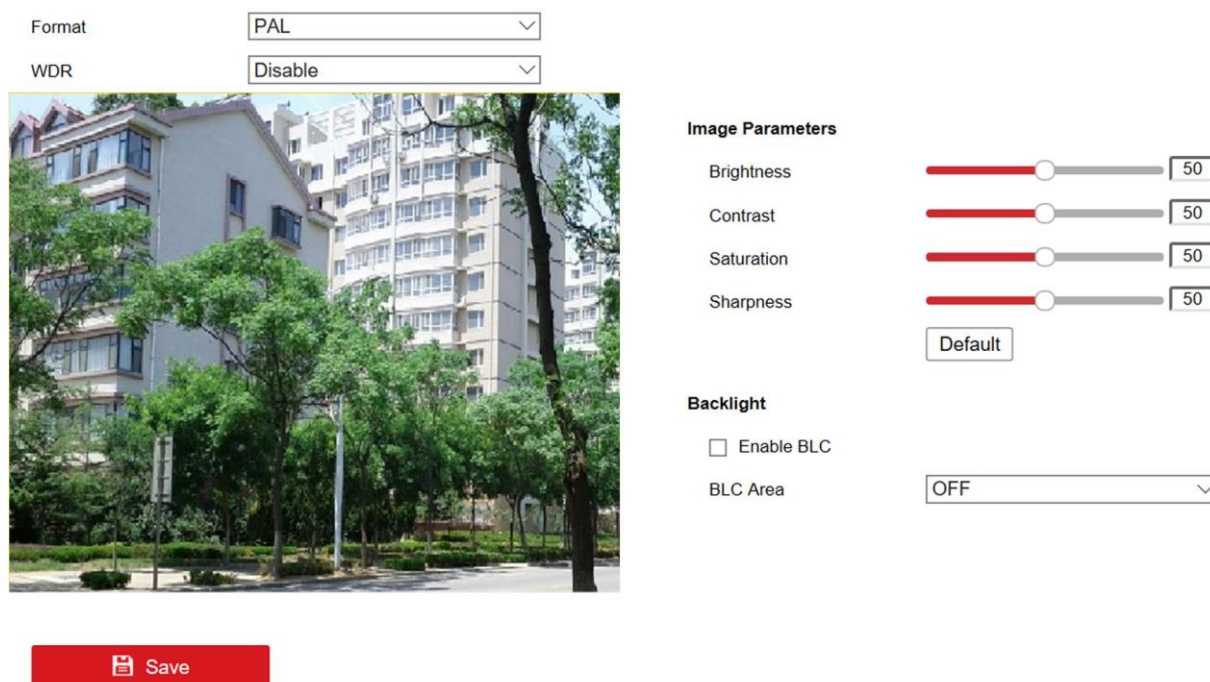 Format PAL
WDR Disable
Image Parameters
Brightness 50
Contrast 50
Saturation 50
Sharpness 50
Default
Backlight
Enable BLC
BLC Area OFF
Save